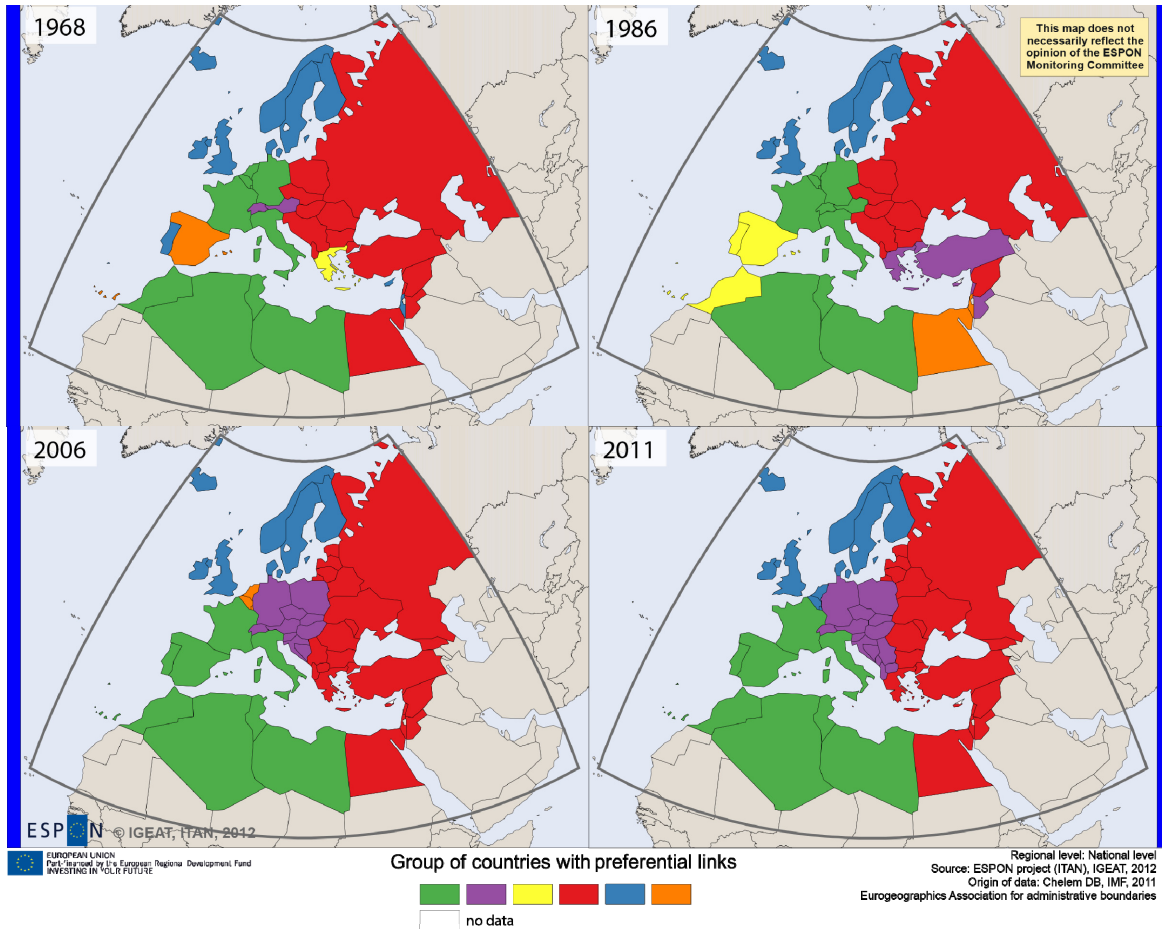 1968
1986
This map does not
necessarily reflect the
opinion of the ESPON
Monitoring Committee
2006
2011
ESPON © IGEAT, ITAN, 2012
EUROPEAN UNION
Part-financed by the European Regional Development Fund
INVESTING IN YOUR FUTURE
Group of countries with preferential links
no data
Regional level: National level
Source: ESPON project (ITAN), IGEAT, 2012
Origin of data: Chelem DB, IMF, 2011
Eurogeographics Association for administrative boundaries